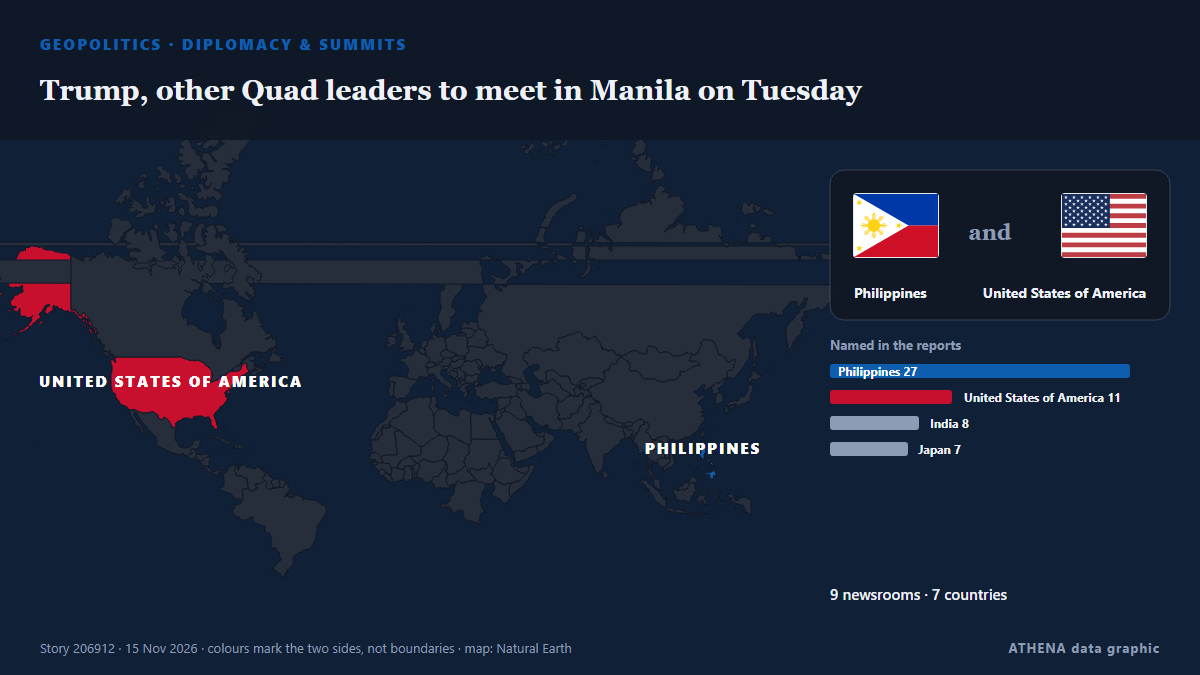 GEOPOLITICS · DIPLOMACY & SUMMITS
Trump, other Quad leaders to meet in Manila on Tuesday
and
Philippines
United States of America
Named in the reports
Philippines 27
United States of America 11
India 8
Japan 7
UNITED STATES OF AMERICA
PHILIPPINES
9 newsrooms · 7 countries
Story 206912 · 15 Nov 2026 · colours mark the two sides, not boundaries · map: Natural Earth
ATHENA data graphic